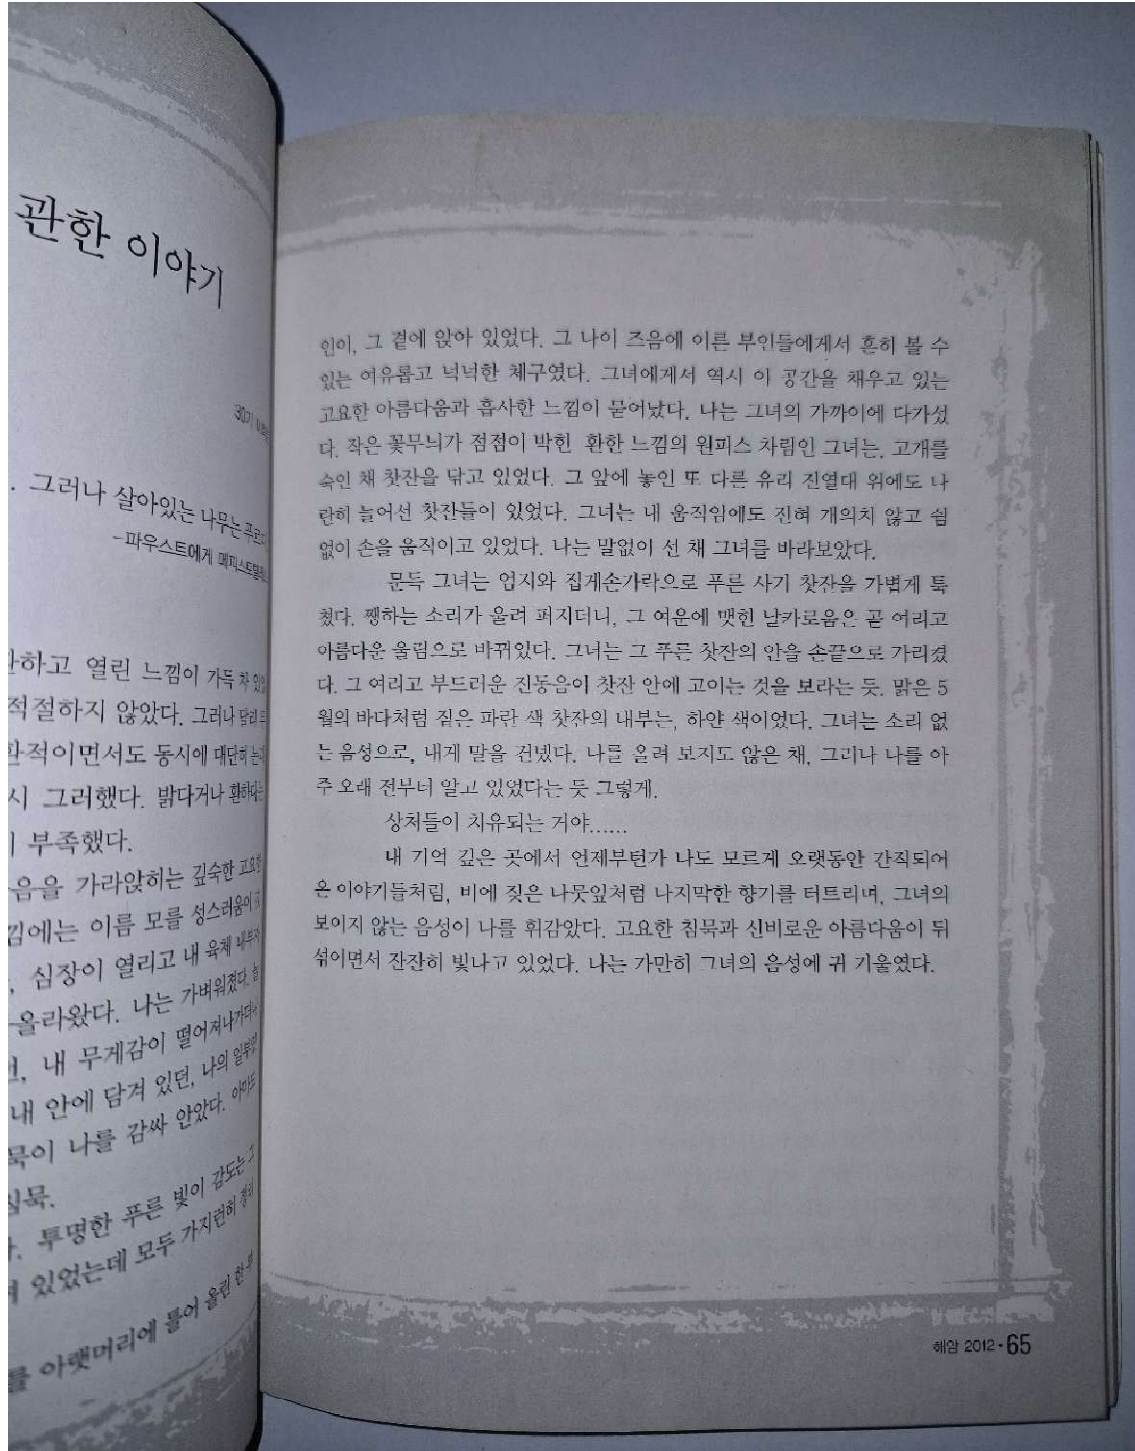 관한 이야기
. 그러나 살아있는 나무는 푸르다
-파우스트에게 메피스토펠레스
하고 열린 느낌이 가득 차 있었
적절하지 않았다. 그러나 달리
환적이면서도 동시에 대단히
시 그러했다. 밝다거나 환하다는
부족했다.
음을 가라앉히는 깊숙한 고요한
김에는 이름 모를 성스러움이
, 심장이 열리고 내 육체 내부
올라왔다. 나는 가벼워졌다. 늘
, 내 무게감이 떨어져나가더니
내 안에 담겨 있던, 나의 일부였
묵이 나를 감싸 안았다. 아마도
침묵.
. 투명한 푸른 빛이 감도는 그
있었는데 모두 가지런히 정리
를 아랫머리에 틀어 올린 한 부
인이, 그 곁에 앉아 있었다. 그 나이 즈음에 이른 부인들에게서 흔히 볼 수
있는 여유롭고 넉넉한 체구였다. 그녀에게서 역시 이 공간을 채우고 있는
고요한 아름다움과 흡사한 느낌이 묻어났다. 나는 그녀의 가까이에 다가섰
다. 작은 꽃무늬가 점점이 박힌 환한 느낌의 원피스 차림인 그녀는, 고개를
숙인 채 찻잔을 닦고 있었다. 그 앞에 놓인 또 다른 유리 진열대 위에도 나
란히 늘어선 찻잔들이 있었다. 그녀는 내 움직임에도 전혀 개의치 않고 쉼
없이 손을 움직이고 있었다. 나는 말없이 선 채 그녀를 바라보았다.
문득 그녀는 엄지와 집게손가락으로 푸른 사기 찻잔을 가볍게 툭
쳤다. 쨍하는 소리가 울려 퍼지더니, 그 여운에 맺힌 날카로움은 곧 여리고
아름다운 울림으로 바뀌었다. 그녀는 그 푸른 찻잔의 안을 손끝으로 가리켰
다. 그 여리고 부드러운 진동음이 찻잔 안에 고이는 것을 보라는 듯. 맑은 5
월의 바다처럼 짙은 파란 색 찻잔의 내부는, 하얀 색이었다. 그녀는 소리 없
는 음성으로, 내게 말을 건넸다. 나를 올려 보지도 않은 채, 그러나 나를 아
주 오래 전부터 알고 있었다는 듯 그렇게.
상처들이 치유되는 거야......
내 기억 깊은 곳에서 언제부턴가 나도 모르게 오랫동안 간직되어
온 이야기들처럼, 비에 젖은 나뭇잎처럼 나지막한 향기를 터트리며, 그녀의
보이지 않는 음성이 나를 휘감았다. 고요한 침묵과 신비로운 아름다움이 뒤
섞이면서 잔잔히 빛나고 있었다. 나는 가만히 그녀의 음성에 귀 기울였다.
해암 2012·65